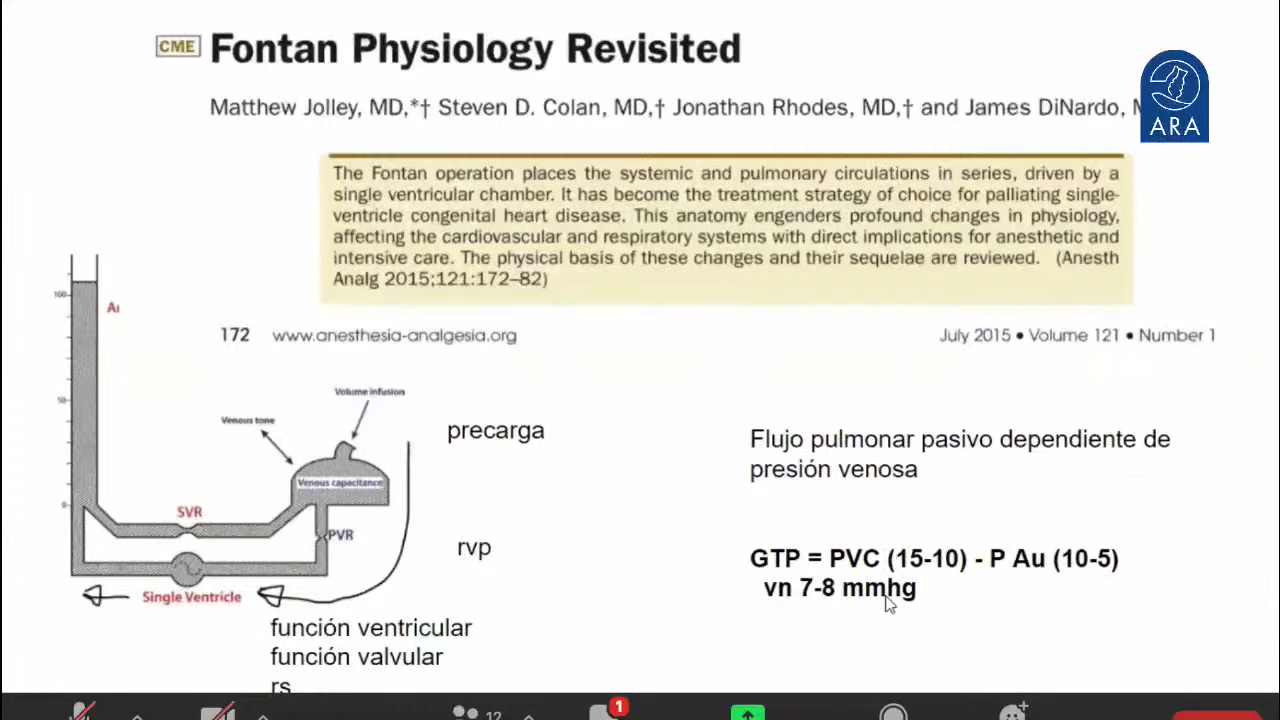 CME Fontan Physiology Revisited
Matthew Jolley, MD,*† Steven D. Colan, MD,† Jonathan Rhodes, MD,† and James DiNardo,
ARA
The Fontan operation places the systemic and pulmonary circulations in series, driven by a
single ventricular chamber. It has become the treatment strategy of choice for palliating single-
ventricle congenital heart disease. This anatomy engenders profound changes in physiology,
affecting the cardiovascular and respiratory systems with direct implications for anesthetic and
intensive care. The physical basis of these changes and their sequelae are reviewed. (Anesth
Analg 2015;121:172–82)
172 www.anesthesia-analgesia.org
July 2015 • Volume 121 • Number 1
100
50
0
Volume infusion
Venous tone
Venous capacitance
SVR
PVR
Single Ventricle
precarga
rvp
función ventricular
función valvular
rs
Flujo pulmonar pasivo dependiente de
presión venosa
GTP = PVC (15-10) - P Au (10-5)
vn 7-8 mmhg
12
1